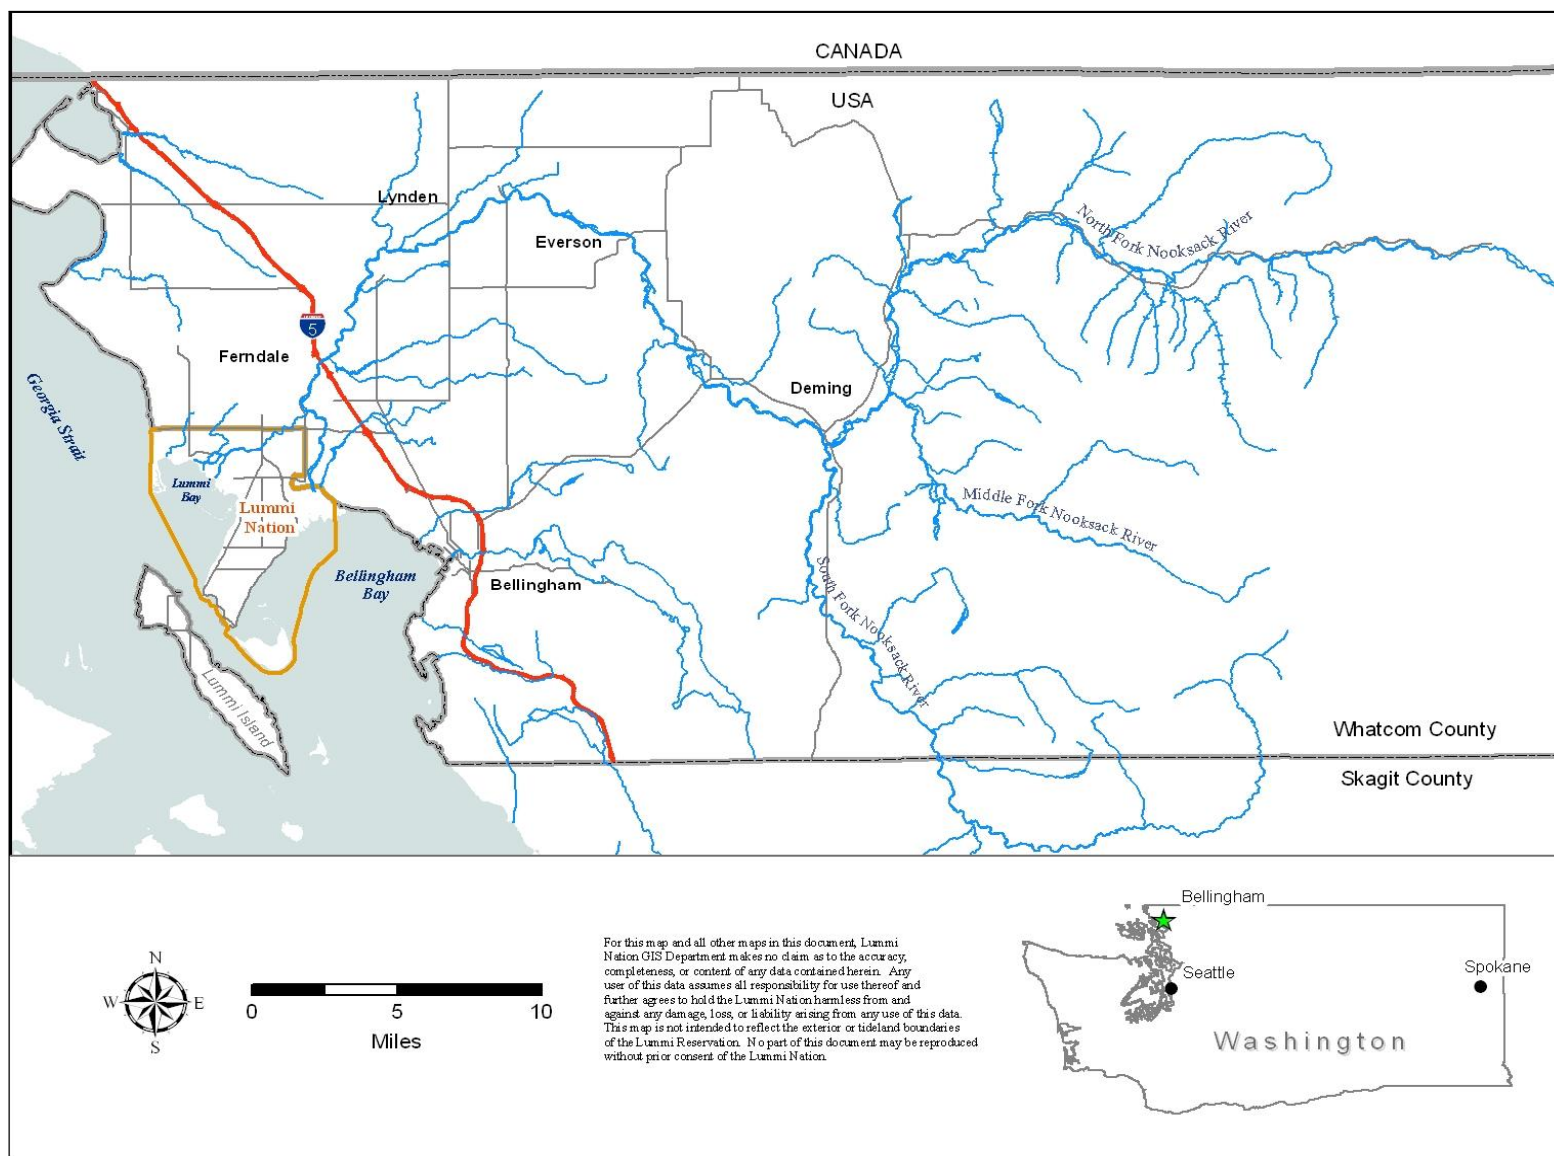 CANADA
USA
Lynden
Everson
North Fork Nooksack River
5
Ferndale
Georgia Strait
Deming
Lummi
Bay
Lummi
Nation
Middle Fork Nooksack River
Bellingham
Bay
Bellingham
South Fork Nooksack River
Lummi Island
Whatcom County
Skagit County
Bellingham
Seattle
Spokane
Washington
N
W E
S
0 5 10
Miles
For this map and all other maps in this document, Lummi
Nation GIS Department makes no claim as to the accuracy,
completeness, or content of any data contained herein. Any
user of this data assumes all responsibility for use thereof and
further agrees to hold the Lummi Nation harmless from and
against any damage, loss, or liability arising from any use of this data.
This map is not intended to reflect the exterior or tideland boundaries
of the Lummi Reservation. No part of this document may be reproduced
without prior consent of the Lummi Nation.